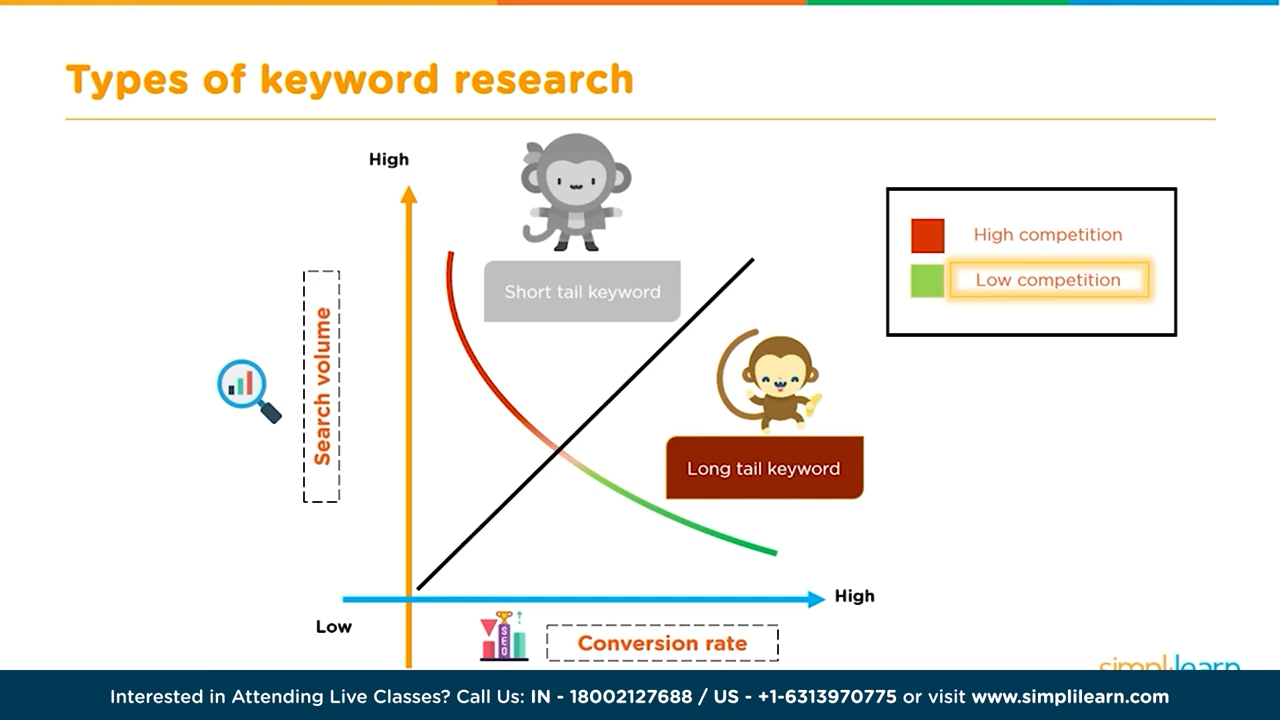 Types of keyword research
High
High competition
Low competition
Short tail keyword
Search volume
Long tail keyword
High
Low
SEO
Conversion rate
simplilearn
Interested in Attending Live Classes? Call Us: IN - 18002127688 / US - +1-6313970775 or visit www.simplilearn.com